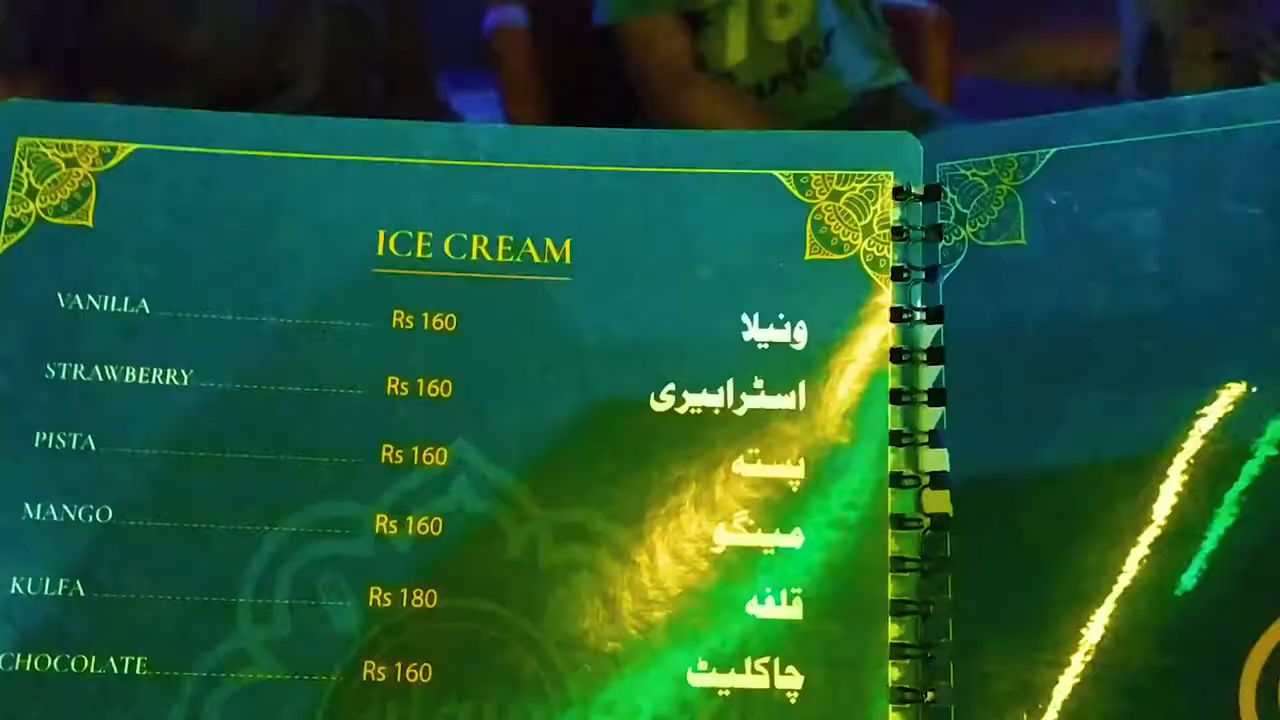 ICE CREAM
VANILLA Rs 160 ونیلا
STRAWBERRY Rs 160 اسٹرابیری
PISTA Rs 160 پستہ
MANGO Rs 160 مینگو
KULFA Rs 180 قلفہ
CHOCOLATE Rs 160 چاکلیٹ